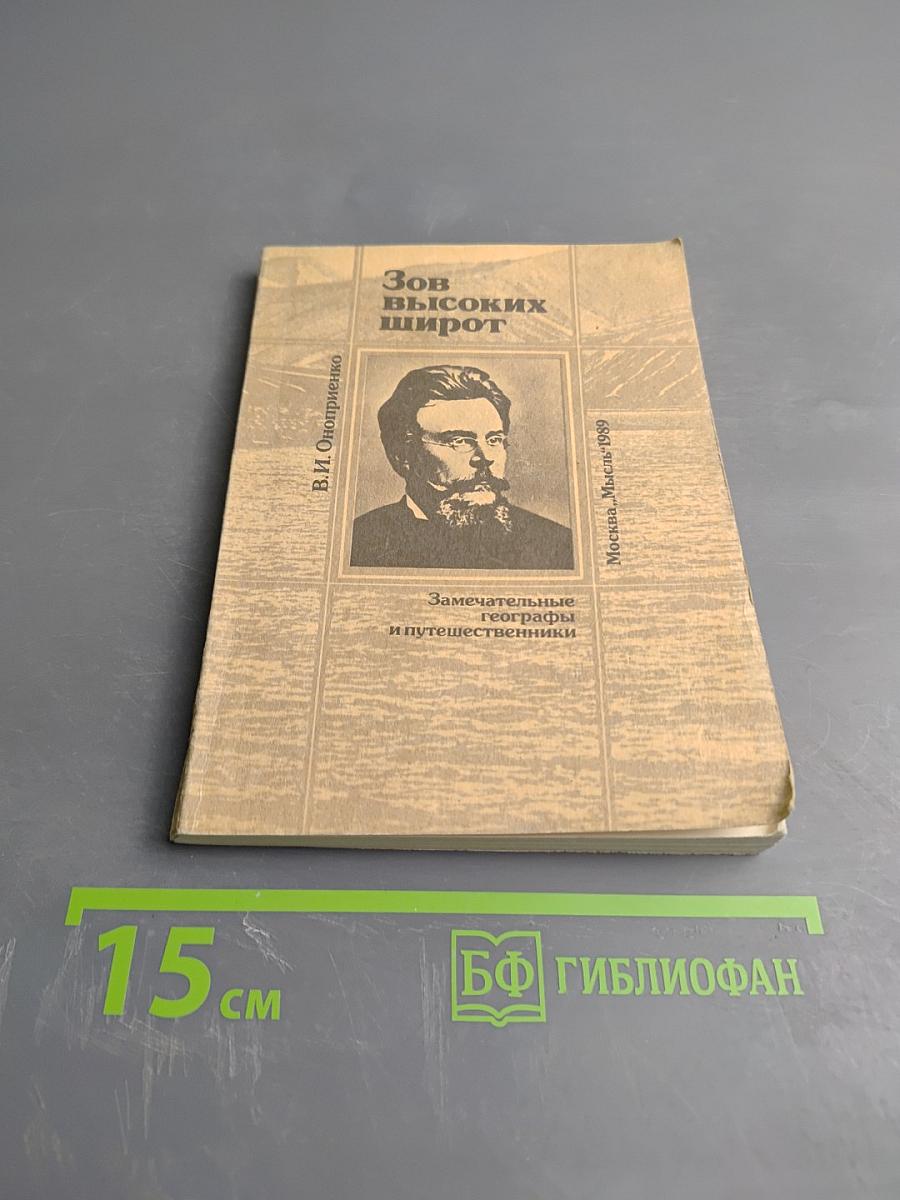 Зов
высоких
широт
В.И. Оноприенко
Москва „Мысль“ 1989
Замечательные
географы
и путешественники
15 см
БФ ГИБЛИОФАН